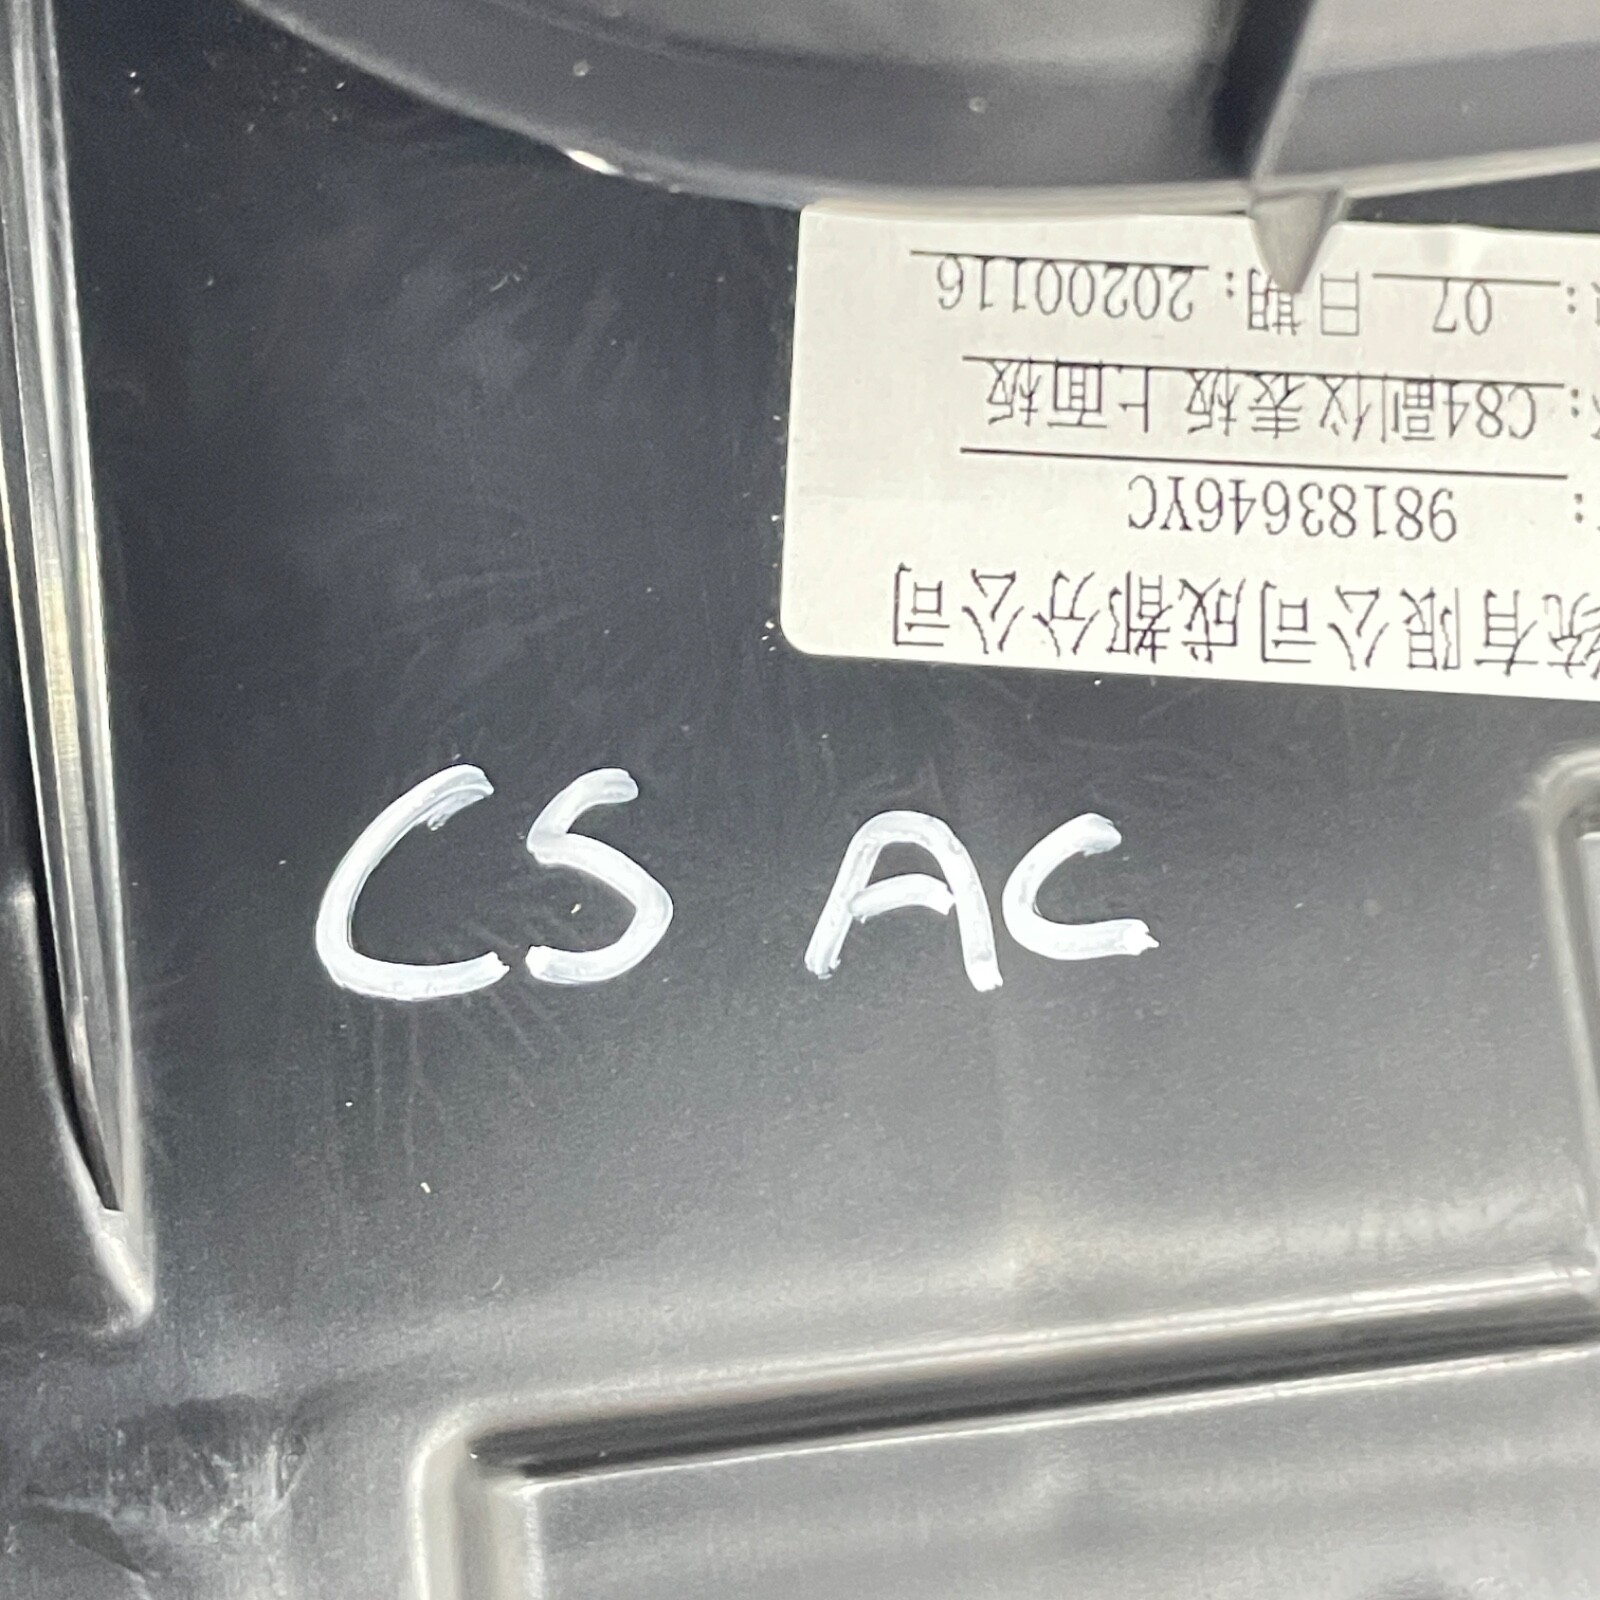 统有限公司成都分公司
: 98183646YC
: C84副仪表板上面板
: 07 日期: 20200116
CS AC